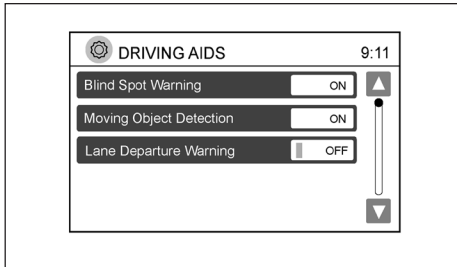 DRIVING AIDS 9:11
Blind Spot Warning ON
Moving Object Detection ON
Lane Departure Warning OFF